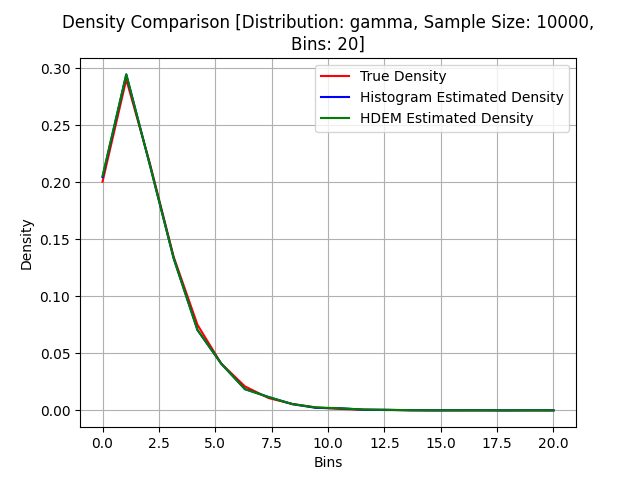 Density Comparison [Distribution: gamma, Sample Size: 10000,
Bins: 20]
True Density
Histogram Estimated Density
HDEM Estimated Density
Density
0.30
0.25
0.20
0.15
0.10
0.05
0.00
0.0 2.5 5.0 7.5 10.0 12.5 15.0 17.5 20.0
Bins